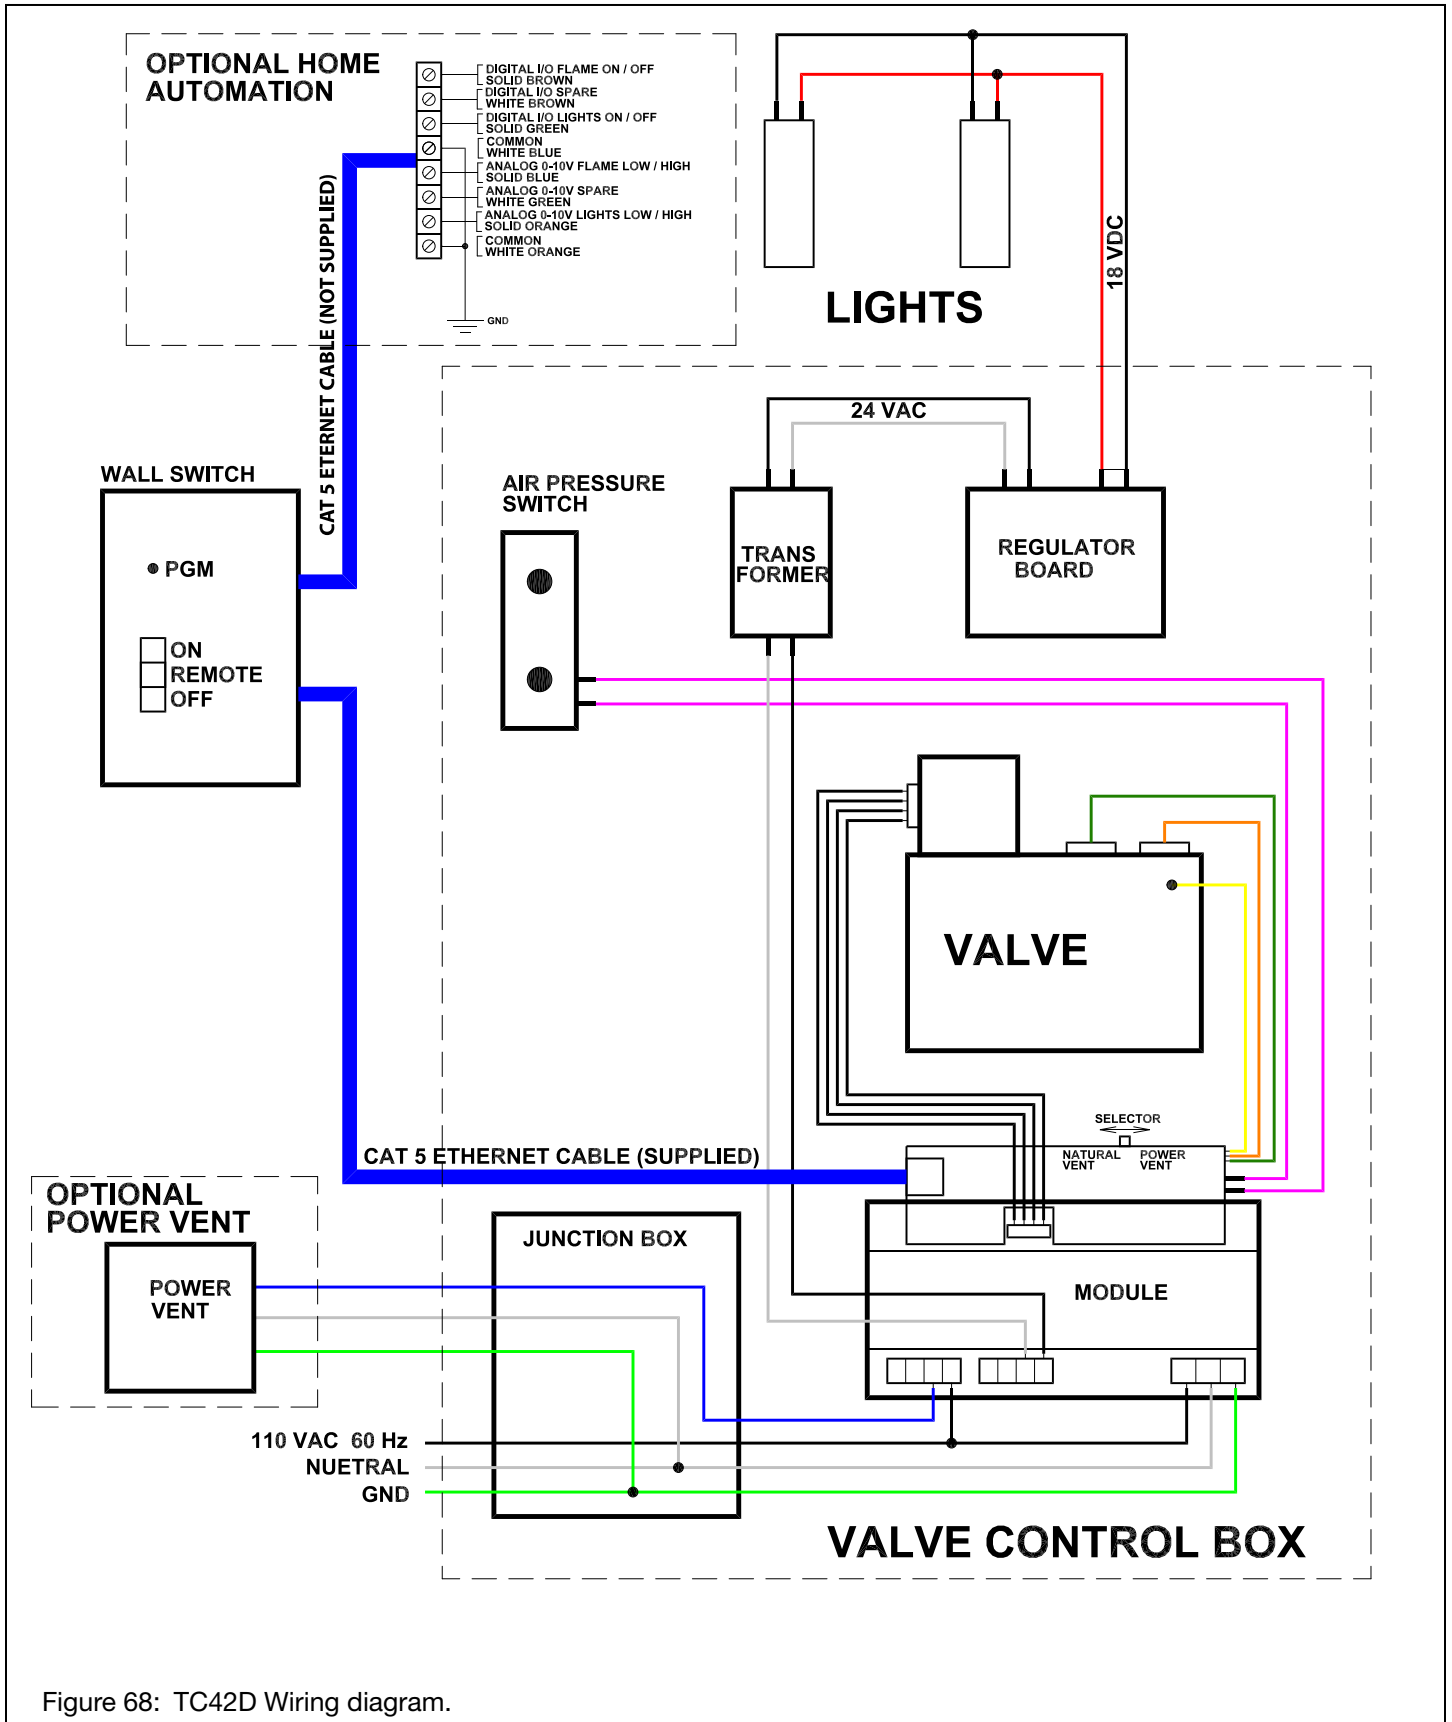 OPTIONAL HOME
AUTOMATION
DIGITAL I/O FLAME ON / OFF
SOLID BROWN
DIGITAL I/O SPARE
WHITE BROWN
DIGITAL I/O LIGHTS ON / OFF
SOLID GREEN
COMMON
WHITE BLUE
ANALOG 0-10V FLAME LOW / HIGH
SOLID BLUE
ANALOG 0-10V SPARE
WHITE GREEN
ANALOG 0-10V LIGHTS LOW / HIGH
SOLID ORANGE
COMMON
WHITE ORANGE
GND
CAT 5 ETERNET CABLE (NOT SUPPLIED)
LIGHTS
18 VDC
24 VAC
WALL SWITCH
PGM
ON
REMOTE
OFF
AIR PRESSURE
SWITCH
TRANS
FORMER
REGULATOR
BOARD
VALVE
SELECTOR
NATURAL
VENT
POWER
VENT
CAT 5 ETHERNET CABLE (SUPPLIED)
OPTIONAL
POWER VENT
POWER
VENT
JUNCTION BOX
MODULE
110 VAC 60 Hz
NUETRAL
GND
VALVE CONTROL BOX
Figure 68: TC42D Wiring diagram.